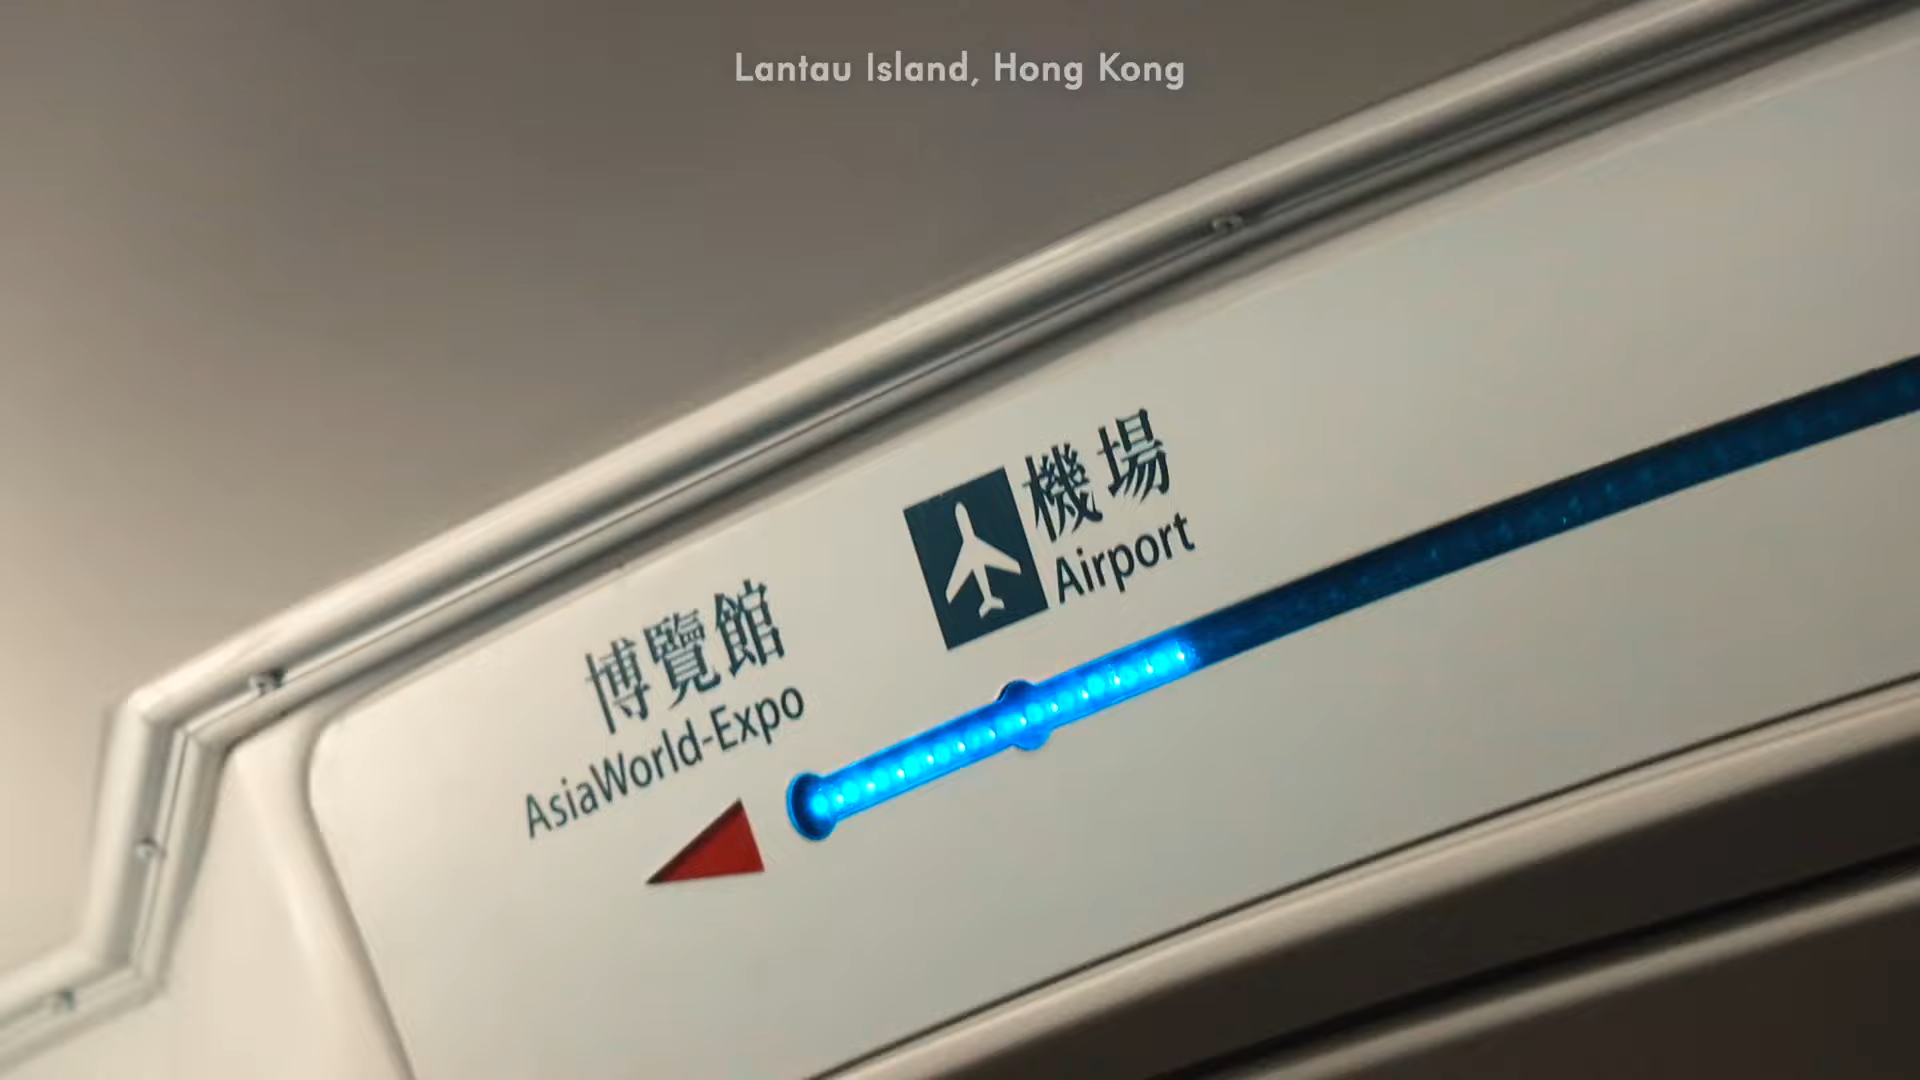 Lantau Island, Hong Kong
機場
Airport
博覽館
AsiaWorld-Expo